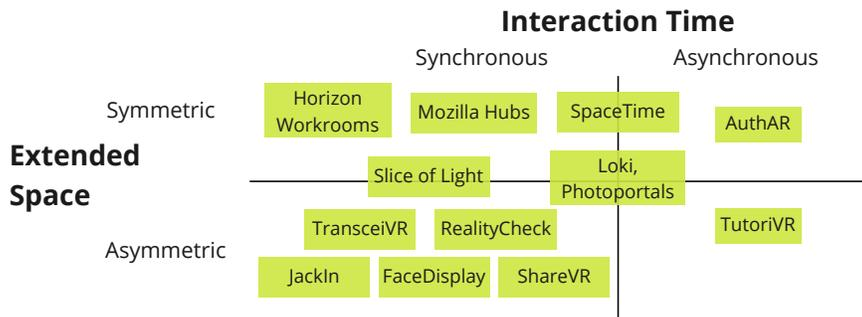 Interaction Time
Synchronous
Asynchronous
Symmetric
Horizon
Workrooms
Mozilla Hubs
SpaceTime
AuthAR
Extended
Space
Slice of Light
Loki,
Photoportals
Asymmetric
TransceiVR
RealityCheck
TutoriVR
JackIn
FaceDisplay
ShareVR